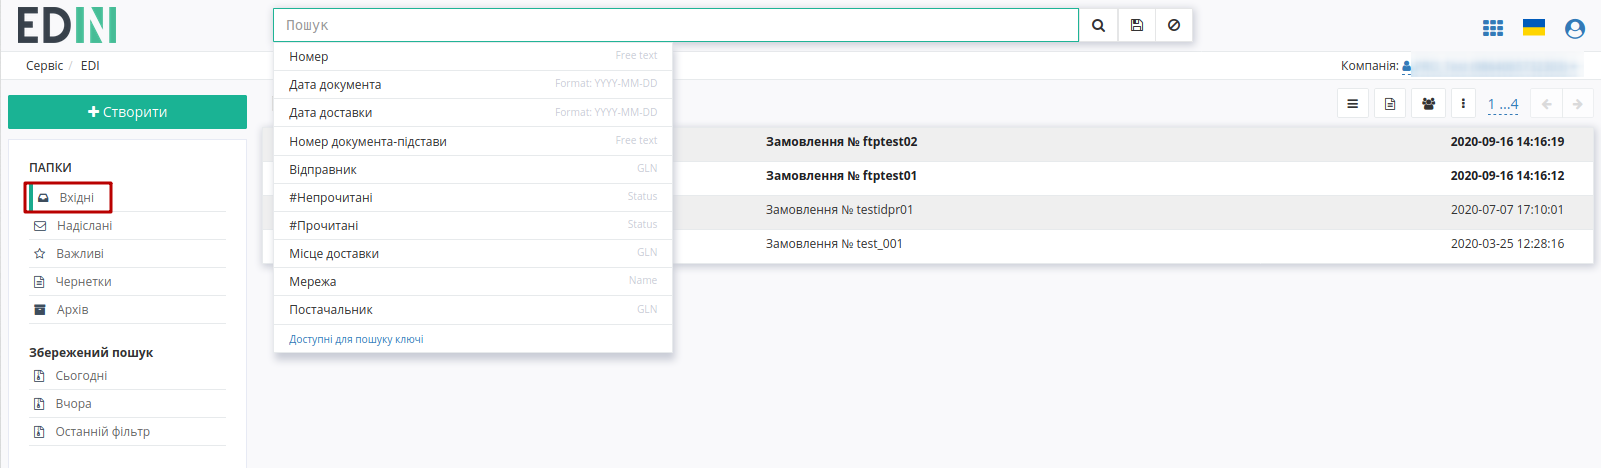 EDIN
Пошук
Сервіс / EDI
Компанія:
Створити
1 ...4
ПАПКИ
Вхідні
Надіслані
Важливі
Чернетки
Архів
Збережений пошук
Сьогодні
Вчора
Останній фільтр
Номер Free text
Дата документа Format: YYYY-MM-DD
Дата доставки Format: YYYY-MM-DD
Номер документа-підстави Free text
Відправник GLN
#Непрочитані Status
#Прочитані Status
Місце доставки GLN
Мережа Name
Постачальник GLN
Доступні для пошуку ключі
Замовлення № ftptest02 2020-09-16 14:16:19
Замовлення № ftptest01 2020-09-16 14:16:12
Замовлення № testidpr01 2020-07-07 17:10:01
Замовлення № test_001 2020-03-25 12:28:16